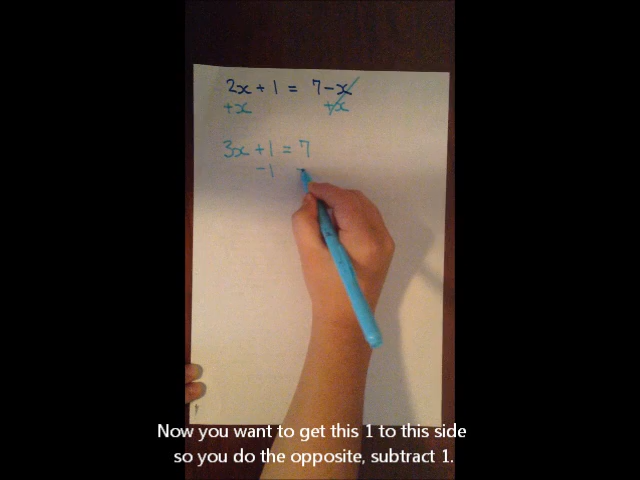 2x + 1 = 7 - x
+x +x
3x + 1 = 7
-1 -
Now you want to get this 1 to this side
so you do the opposite, subtract 1.